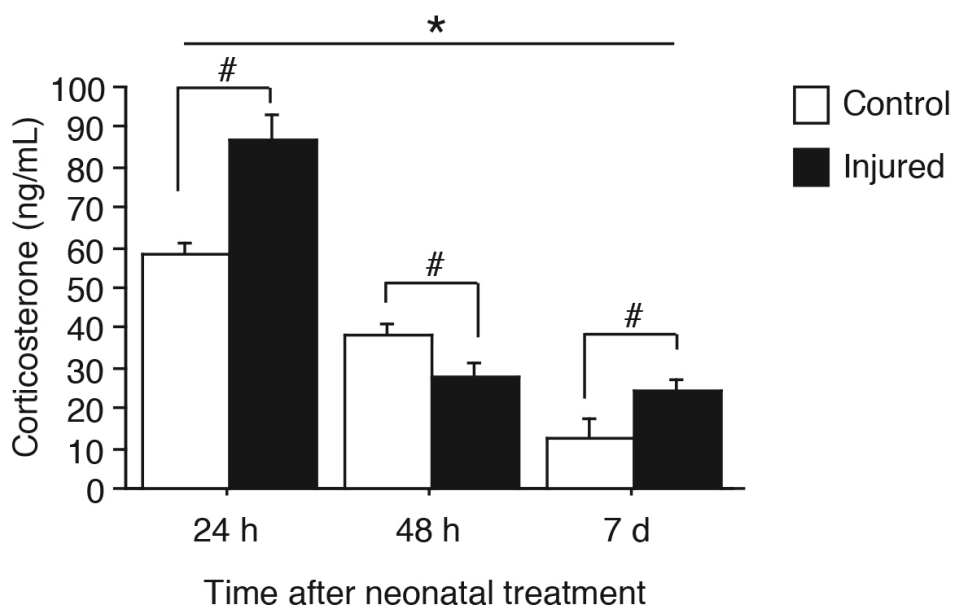 *
#
100
90
80
70
60
50
40
30
20
10
0
Corticosterone (ng/mL)
#
#
24 h
48 h
7 d
Time after neonatal treatment
Control
Injured